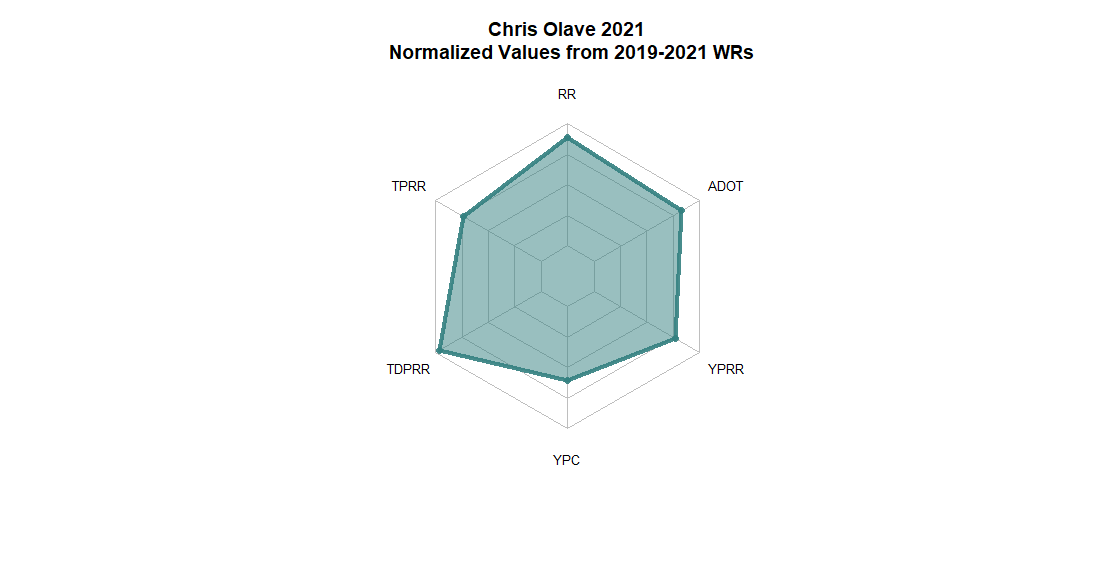 Chris Olave 2021
Normalized Values from 2019-2021 WRs
RR
TPRR
ADOT
TDPRR
YPRR
YPC